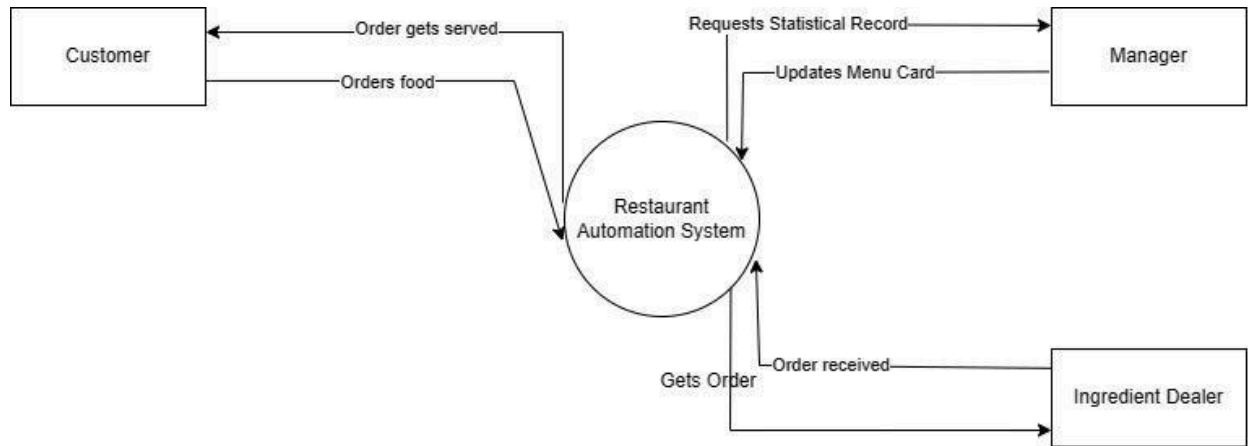 Order gets served
Requests Statistical Record
Customer
Manager
Orders food
Updates Menu Card
Restaurant
Automation System
Order received
Gets Order
Ingredient Dealer